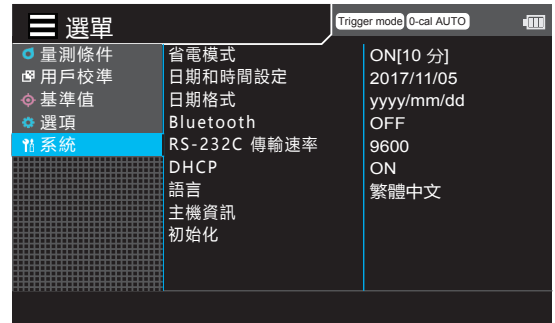 選單
Trigger mode 0-cal AUTO
量測條件
用戶校準
基準值
選項
系統
省電模式 ON[10 分]
日期和時間設定 2017/11/05
日期格式 yyyy/mm/dd
Bluetooth OFF
RS-232C 傳輸速率 9600
DHCP ON
語言 繁體中文
主機資訊
初始化